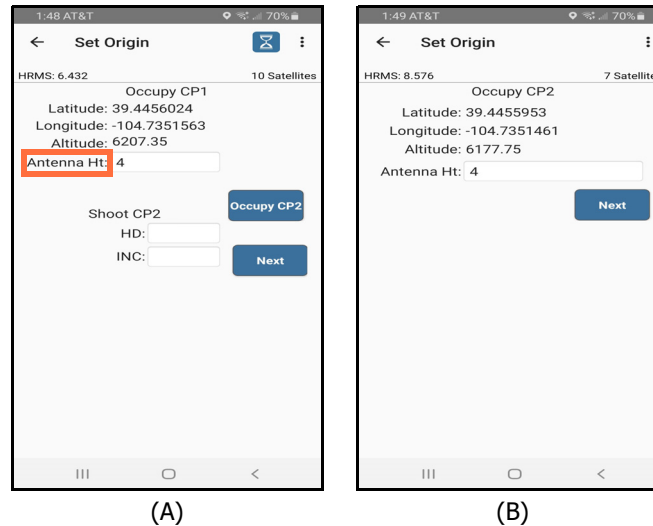 1:48 AT&T 70%
Set Origin
HRMS: 6.432 10 Satellites
Occupy CP1
Latitude: 39.4456024
Longitude: -104.7351563
Altitude: 6207.35
Antenna Ht: 4
Occupy CP2
Shoot CP2
HD:
INC:
Next
(A)
1:49 AT&T 70%
Set Origin
HRMS: 8.576 7 Satellite
Occupy CP2
Latitude: 39.4455953
Longitude: -104.7351461
Altitude: 6177.75
Antenna Ht: 4
Next
(B)